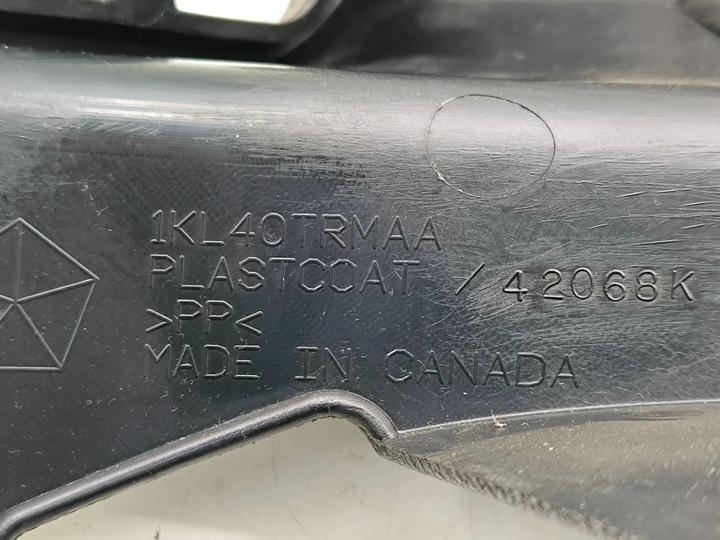 1KL40TRMAA
PLASTCOAT / 42068K
>PP<
MADE IN CANADA